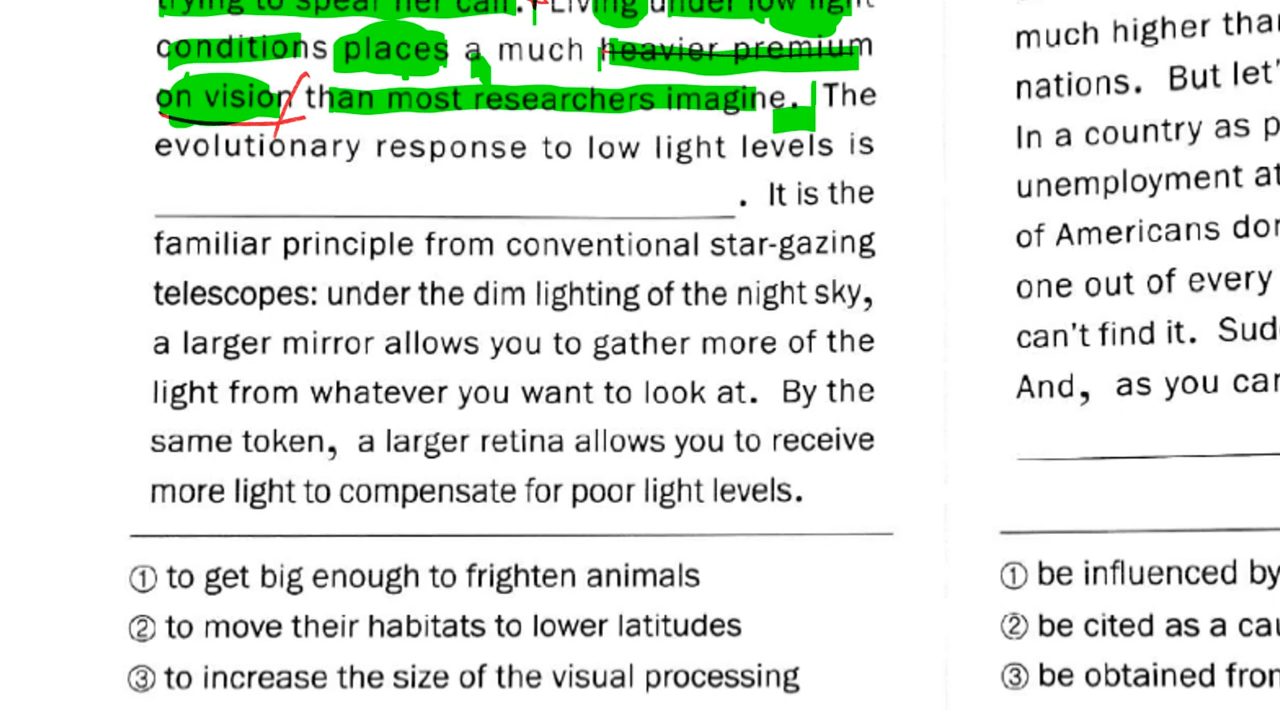 trying to spear her calf. Living under low light
conditions places a much heavier premium
on vision than most researchers imagine. The
evolutionary response to low light levels is
. It is the
familiar principle from conventional star-gazing
telescopes: under the dim lighting of the night sky,
a larger mirror allows you to gather more of the
light from whatever you want to look at. By the
same token, a larger retina allows you to receive
more light to compensate for poor light levels.
① to get big enough to frighten animals
② to move their habitats to lower latitudes
③ to increase the size of the visual processing
much higher than
nations. But let'
In a country as p
unemployment at
of Americans don
one out of every
can't find it. Sud
And, as you can
① be influenced by
② be cited as a cau
③ be obtained from